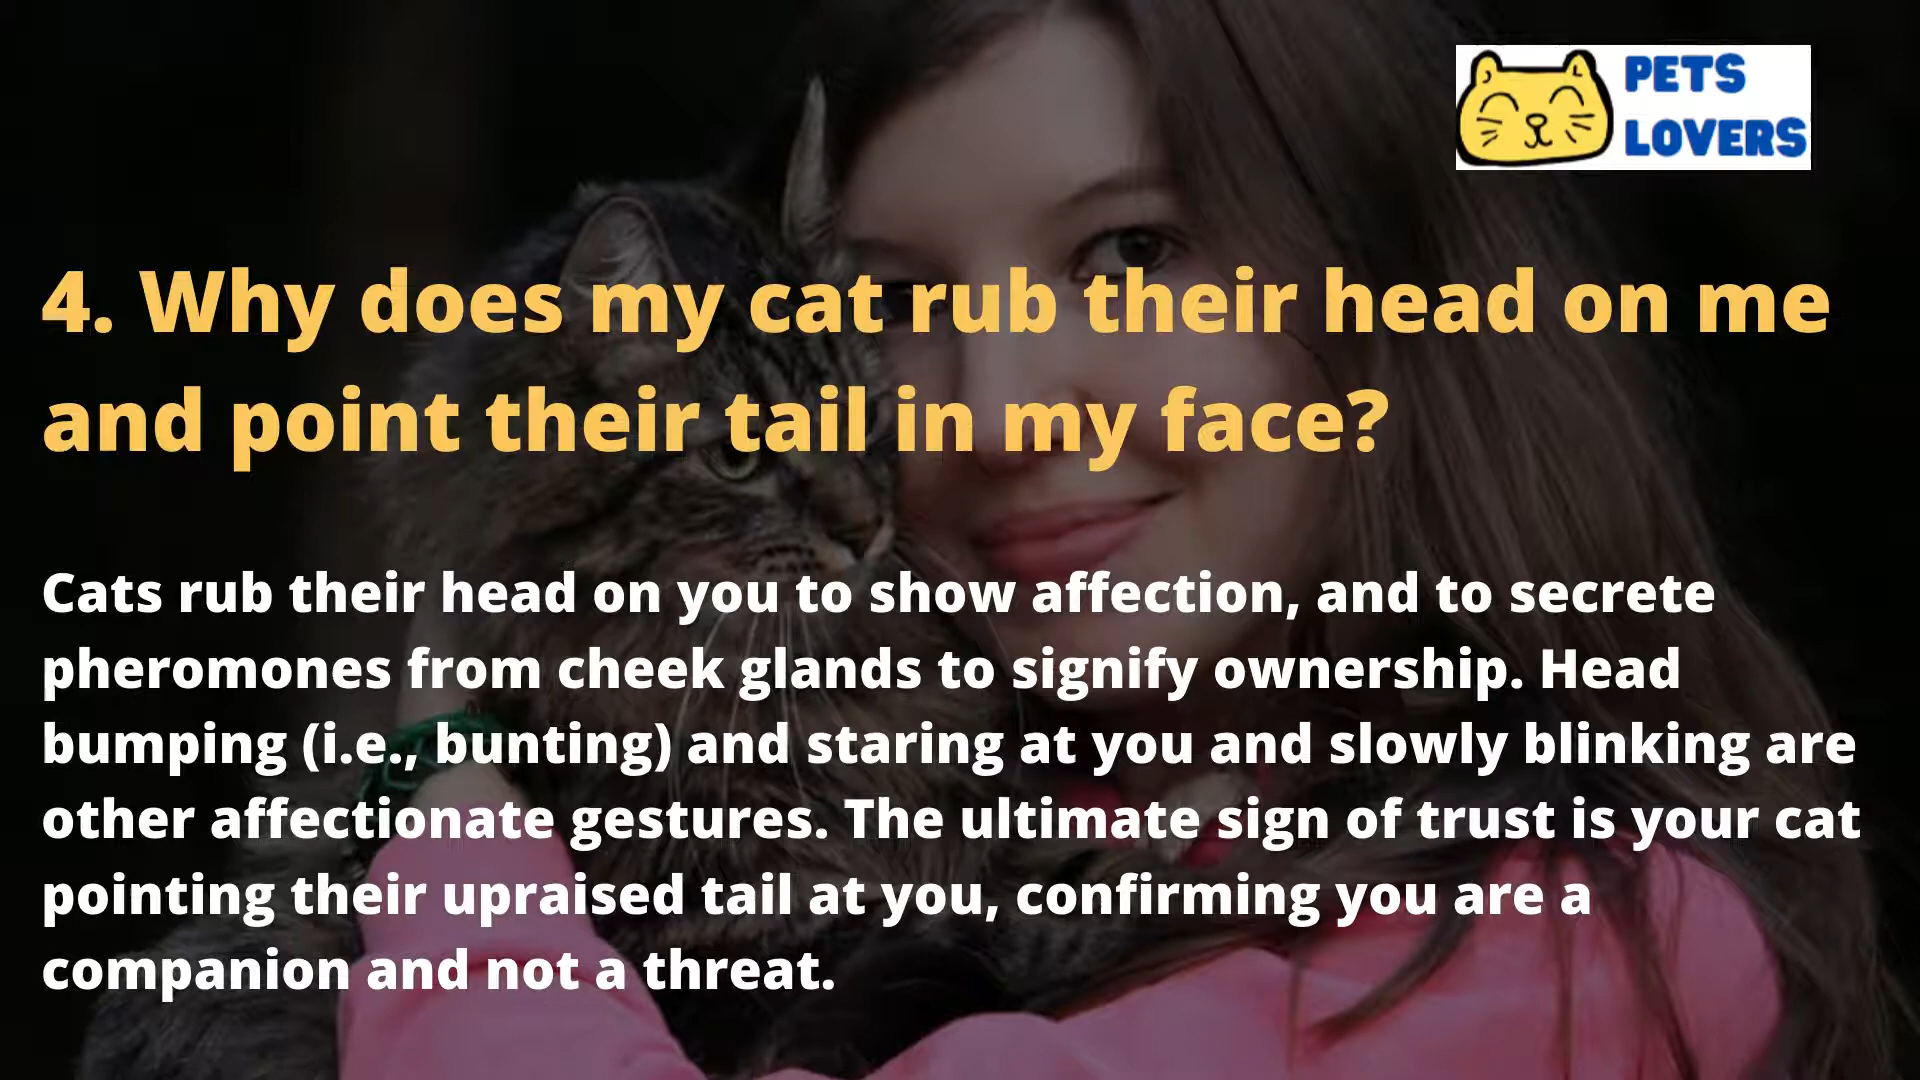 PETS
LOVERS
4. Why does my cat rub their head on me
and point their tail in my face?
Cats rub their head on you to show affection, and to secrete
pheromones from cheek glands to signify ownership. Head
bumping (i.e., bunting) and staring at you and slowly blinking are
other affectionate gestures. The ultimate sign of trust is your cat
pointing their upraised tail at you, confirming you are a
companion and not a threat.